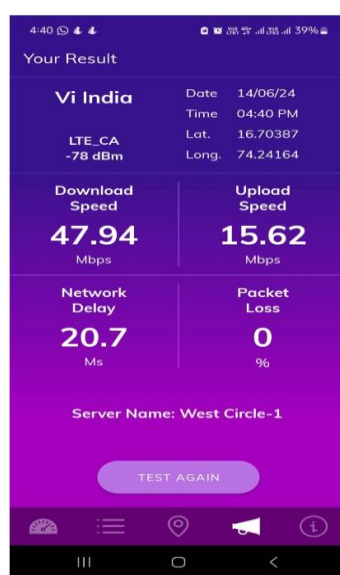 4:40
39%
Your Result
Vi India
LTE_CA
-78 dBm
Date 14/06/24
Time 04:40 PM
Lat. 16.70387
Long. 74.24164
Download
Speed
47.94
Mbps
Upload
Speed
15.62
Mbps
Network
Delay
20.7
Ms
Packet
Loss
0
%
Server Name: West Circle-1
TEST AGAIN